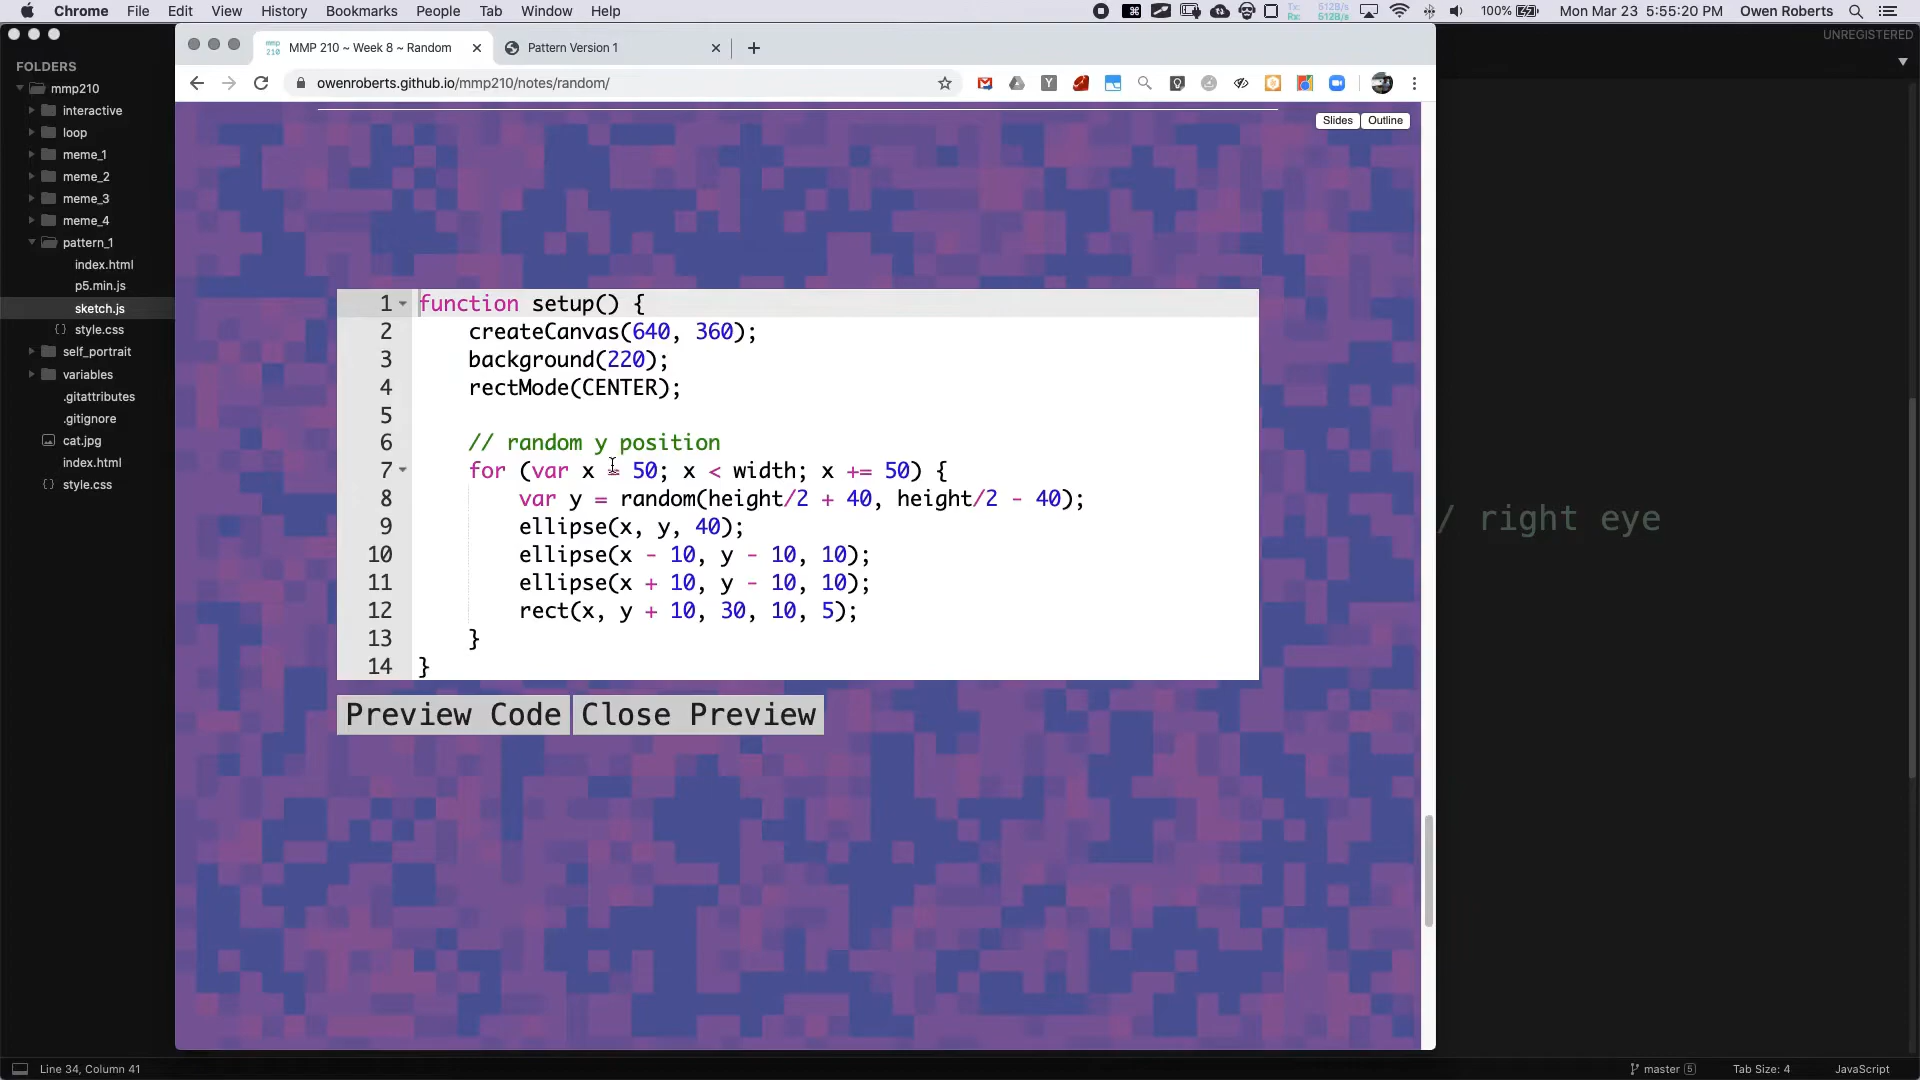 Chrome File Edit View History Bookmarks People Tab Window Help
Tx: 512B/s
Rx: 512B/s
100% Mon Mar 23 5:55:20 PM Owen Roberts
UNREGISTERED
MMP 210 ~ Week 8 ~ Random
Pattern Version 1
owenroberts.github.io/mmp210/notes/random/
FOLDERS
mmp210
interactive
loop
meme_1
meme_2
meme_3
meme_4
pattern_1
index.html
p5.min.js
sketch.js
{} style.css
self_portrait
variables
.gitattributes
.gitignore
cat.jpg
index.html
{} style.css
Slides Outline
1 function setup() {
2 createCanvas(640, 360);
3 background(220);
4 rectMode(CENTER);
5
6 // random y position
7 for (var x = 50; x < width; x += 50) {
8 var y = random(height/2 + 40, height/2 - 40);
9 ellipse(x, y, 40);
10 ellipse(x - 10, y - 10, 10);
11 ellipse(x + 10, y - 10, 10);
12 rect(x, y + 10, 30, 10, 5);
13 }
14 }
Preview Code Close Preview
/ right eye
Line 34, Column 41
master 5 Tab Size: 4 JavaScript